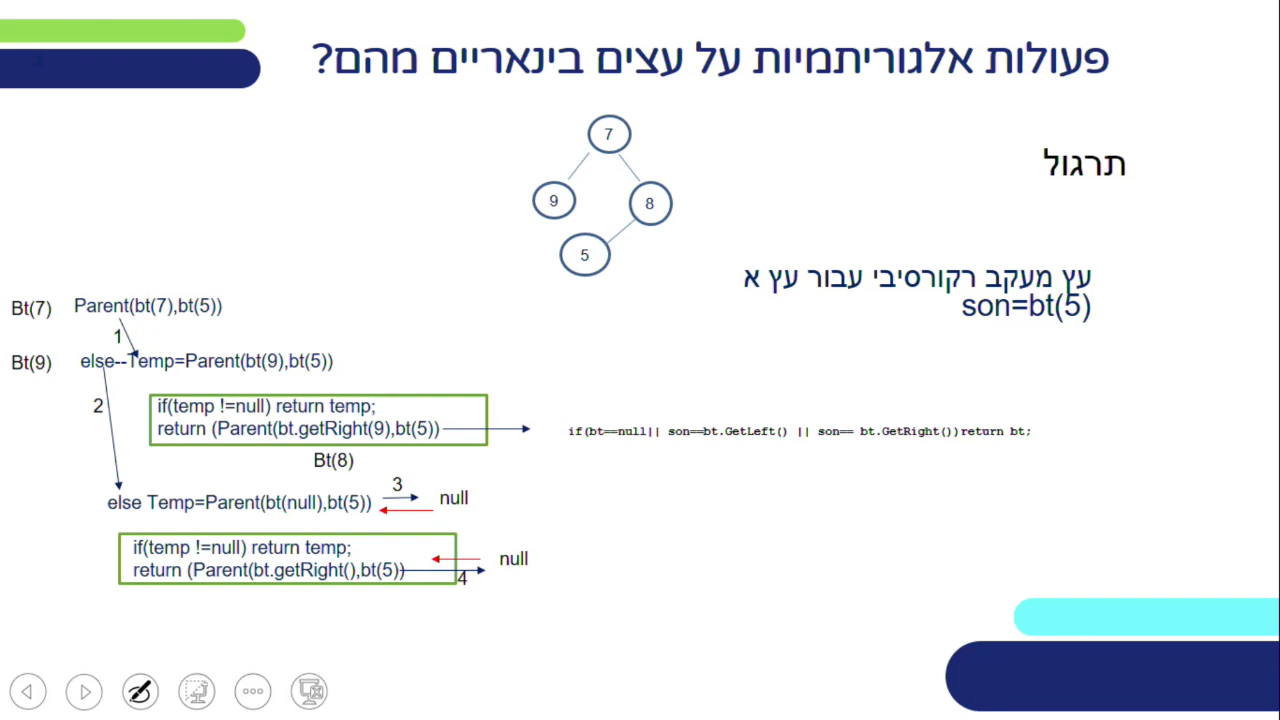 פעולות אלגוריתמיות על עצים בינאריים מהם?
תרגול
7
9
8
5
עץ מעקב רקורסיבי עבור עץ א
son=bt(5)
Bt(7) Parent(bt(7),bt(5))
1
Bt(9) else--Temp=Parent(bt(9),bt(5))
2
if(temp !=null) return temp;
return (Parent(bt.getRight(9),bt(5))
if(bt==null|| son==bt.GetLeft() || son== bt.GetRight())return bt;
Bt(8)
else Temp=Parent(bt(null),bt(5)) 3 null
if(temp !=null) return temp;
null
return (Parent(bt.getRight(),bt(5)) 4